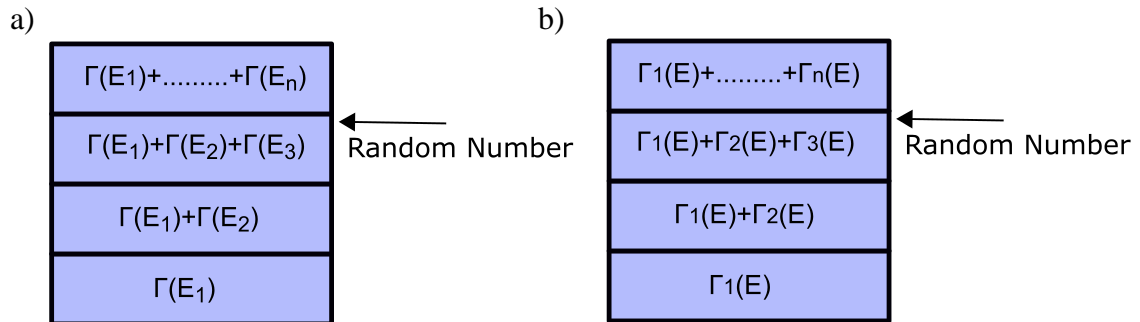 a)
Γ(E₁)+.........+Γ(Eₙ)
Γ(E₁)+Γ(E₂)+Γ(E₃)
Γ(E₁)+Γ(E₂)
Γ(E₁)
Random Number
b)
Γ₁(E)+.........+Γₙ(E)
Γ₁(E)+Γ₂(E)+Γ₃(E)
Γ₁(E)+Γ₂(E)
Γ₁(E)
Random Number